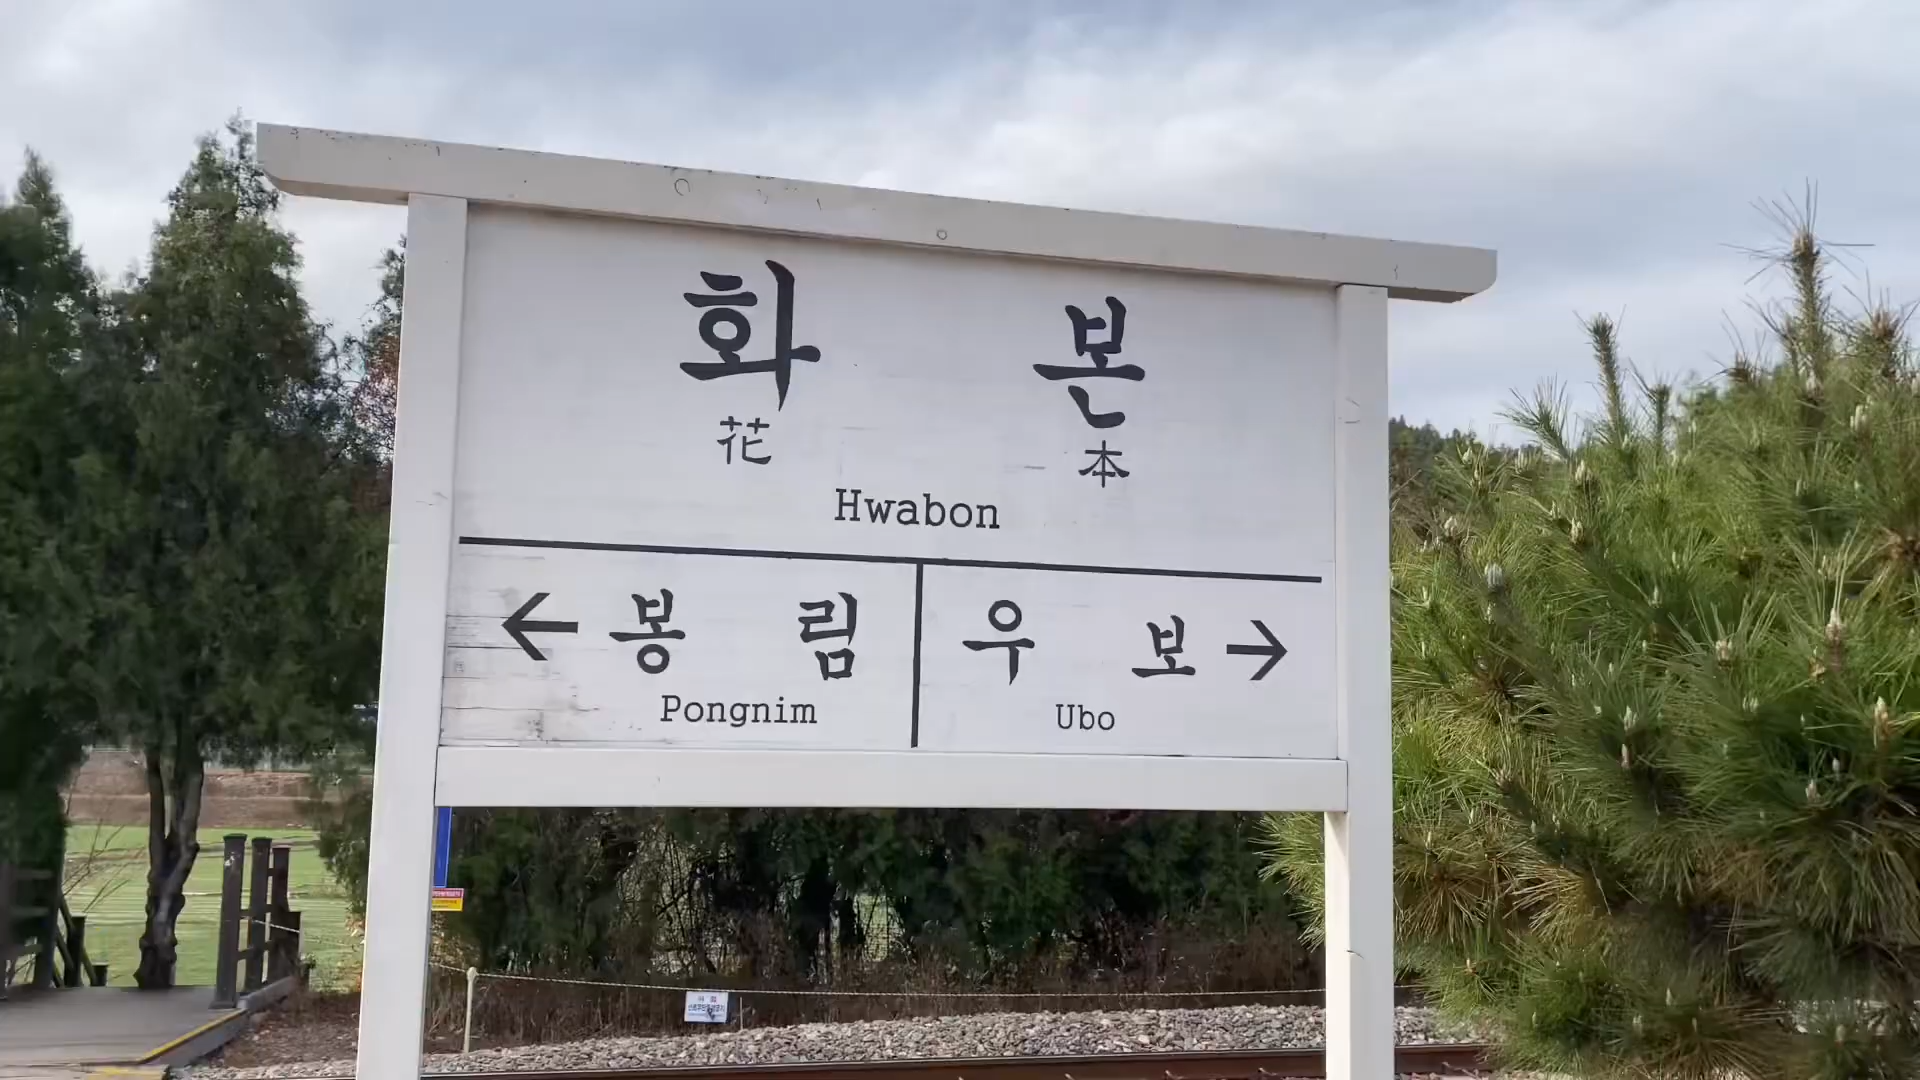 화 본
花 本
Hwabon
← 봉 림
Pongnim
우 보 →
Ubo